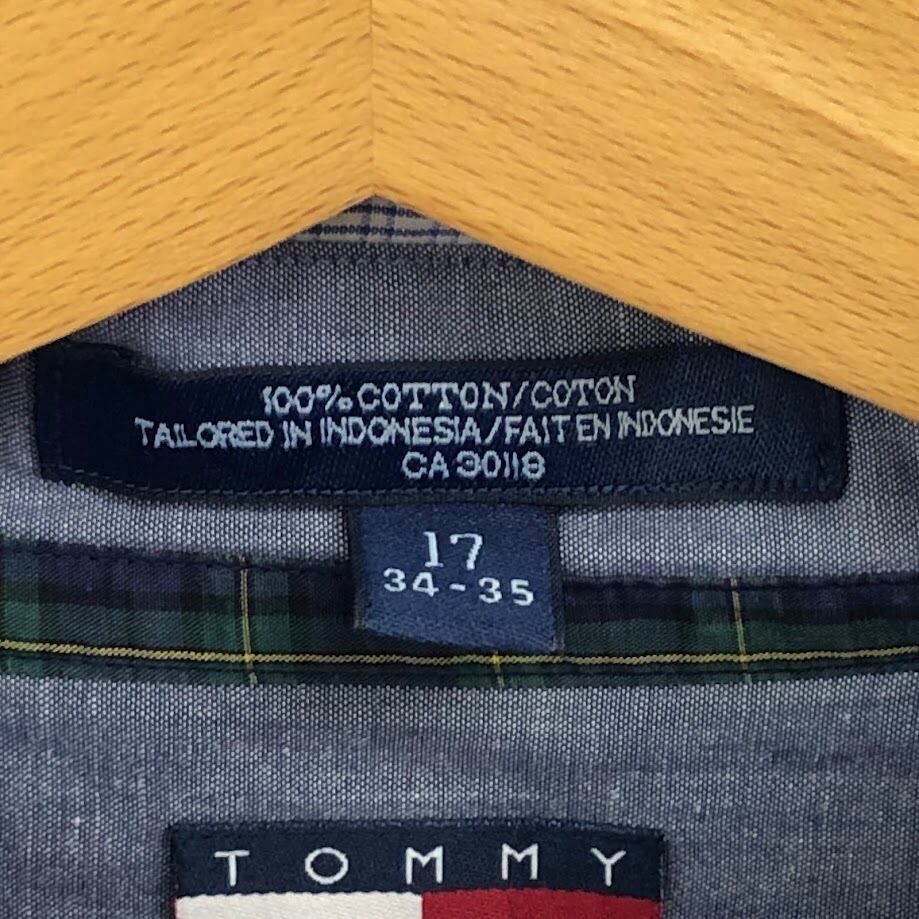 100% COTTON/COTON
TAILORED IN INDONESIA/FAIT EN INDONESIE
CA 30118
17
34-35
TOMMY